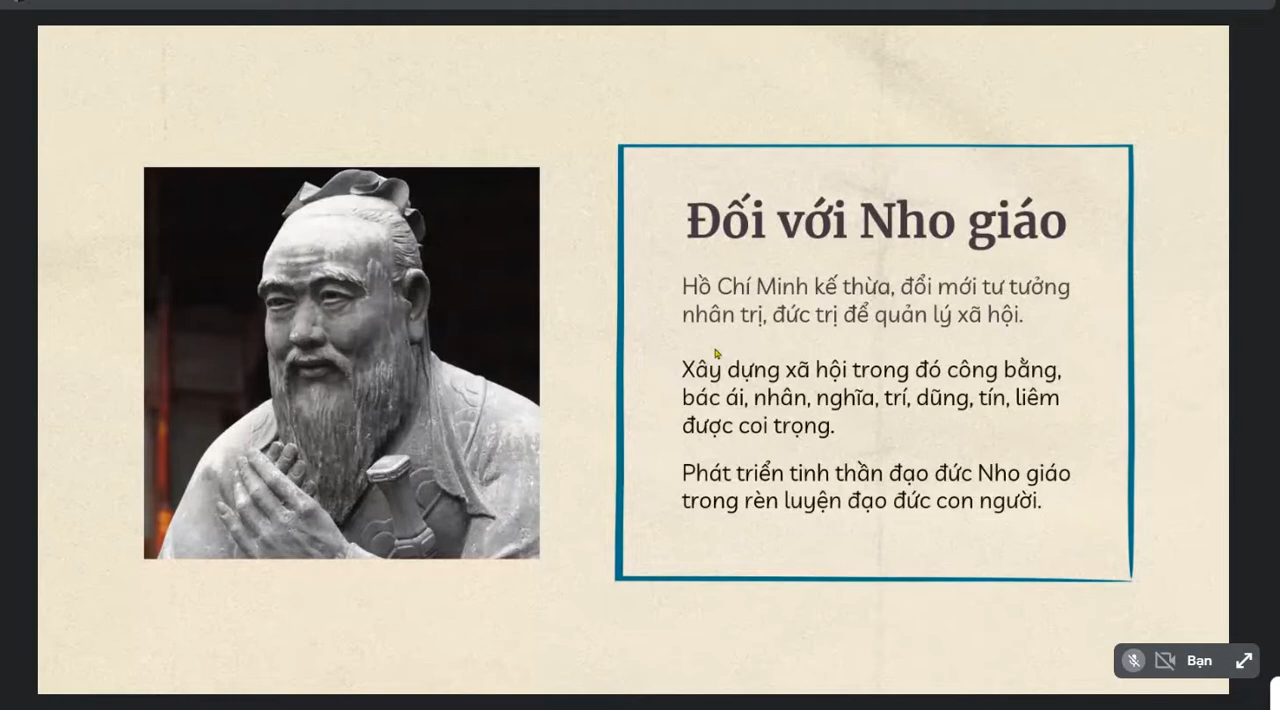 Đối với Nho giáo
Hồ Chí Minh kế thừa, đổi mới tư tưởng
nhân trị, đức trị để quản lý xã hội.
Xây dựng xã hội trong đó công bằng,
bác ái, nhân, nghĩa, trí, dũng, tín, liêm
được coi trọng.
Phát triển tinh thần đạo đức Nho giáo
trong rèn luyện đạo đức con người.
Bạn